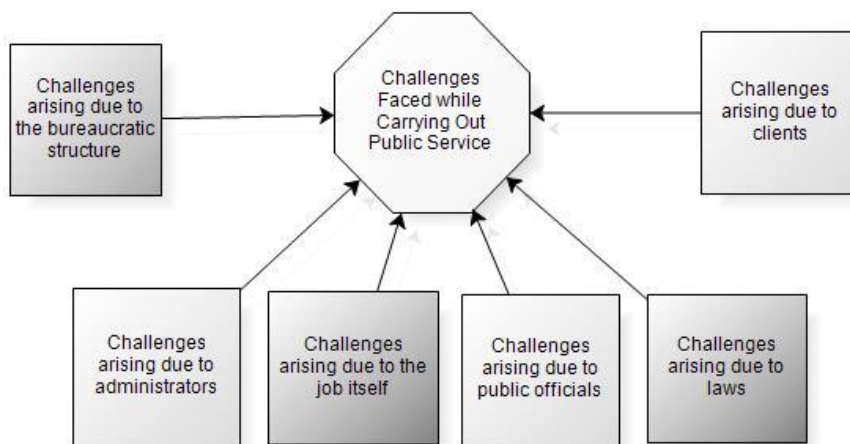 Challenges
arising due to
the bureaucratic
structure
Challenges
Faced while
Carrying Out
Public Service
Challenges
arising due to
clients
Challenges
arising due to
administrators
Challenges
arising due to the
job itself
Challenges
arising due to
public officials
Challenges
arising due to
laws